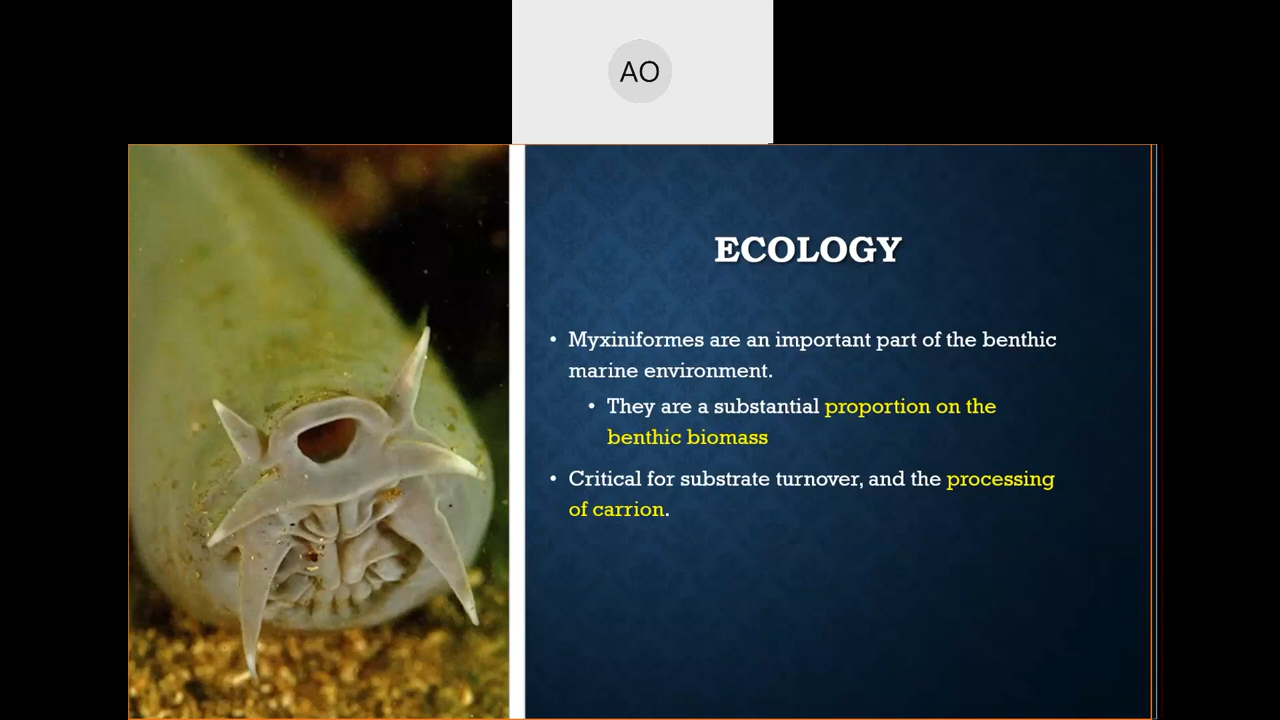 AO
ECOLOGY
• Myxiniformes are an important part of the benthic
marine environment.
• They are a substantial proportion on the
benthic biomass
• Critical for substrate turnover, and the processing
of carrion.